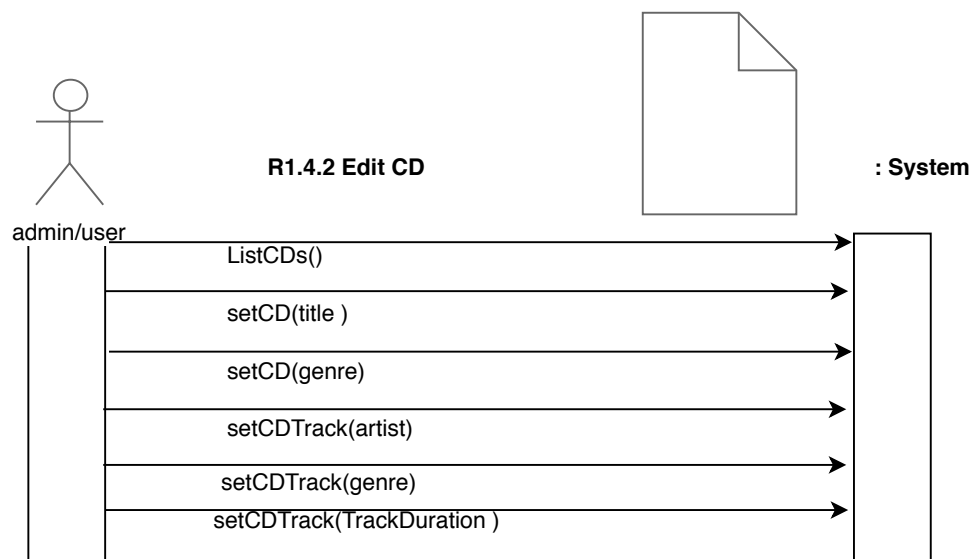 R1.4.2 Edit CD
: System
admin/user
ListCDs()
setCD(title )
setCD(genre)
setCDTrack(artist)
setCDTrack(genre)
setCDTrack(TrackDuration )